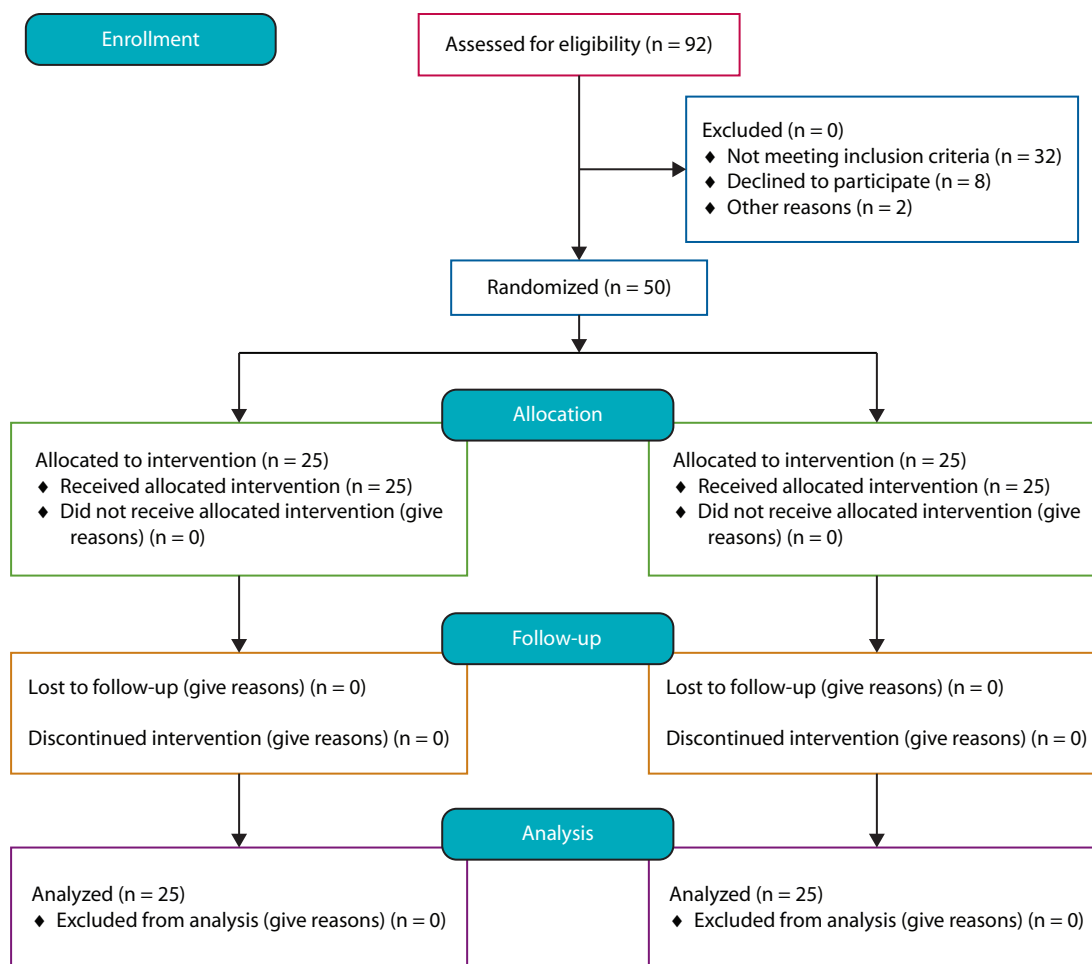 Enrollment
Assessed for eligibility (n = 92)
Excluded (n = 0)
♦ Not meeting inclusion criteria (n = 32)
♦ Declined to participate (n = 8)
♦ Other reasons (n = 2)
Randomized (n = 50)
Allocation
Allocated to intervention (n = 25)
♦ Received allocated intervention (n = 25)
♦ Did not receive allocated intervention (give
reasons) (n = 0)
Allocated to intervention (n = 25)
♦ Received allocated intervention (n = 25)
♦ Did not receive allocated intervention (give
reasons) (n = 0)
Follow-up
Lost to follow-up (give reasons) (n = 0)
Discontinued intervention (give reasons) (n = 0)
Lost to follow-up (give reasons) (n = 0)
Discontinued intervention (give reasons) (n = 0)
Analysis
Analyzed (n = 25)
♦ Excluded from analysis (give reasons) (n = 0)
Analyzed (n = 25)
♦ Excluded from analysis (give reasons) (n = 0)